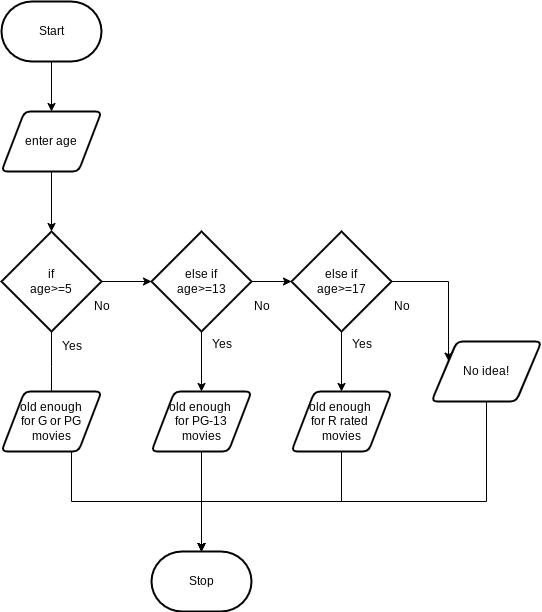 Start
enter age
if
age>=5
No
Yes
else if
age>=13
No
Yes
else if
age>=17
No
Yes
old enough
for G or PG
movies
old enough
for PG-13
movies
old enough
for R rated
movies
No idea!
Stop